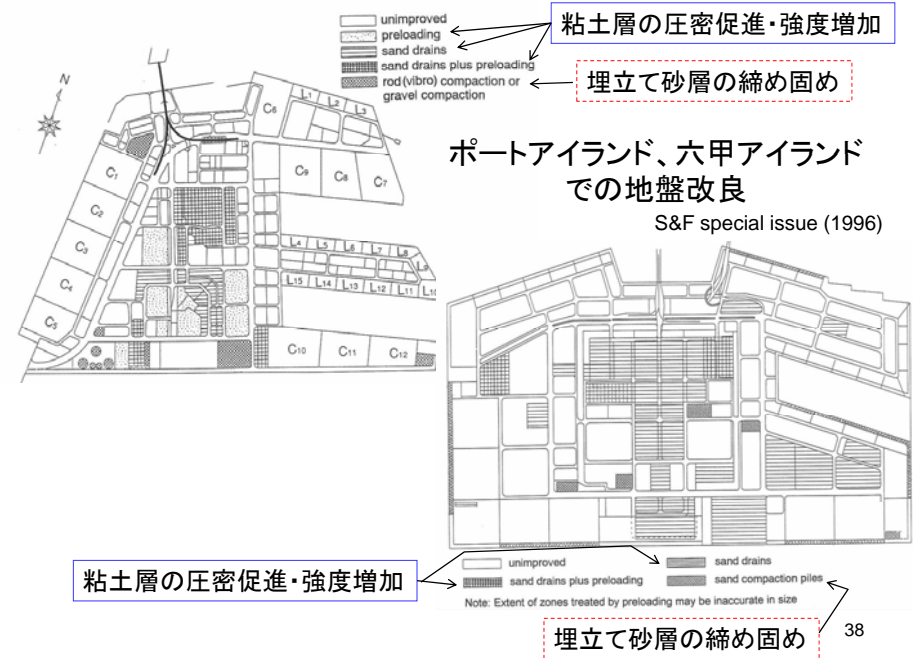 unimproved
preloading
sand drains
sand drains plus preloading
rod(vibro) compaction or
gravel compaction
粘土層の圧密促進・強度増加
埋立て砂層の締め固め
ポートアイランド、六甲アイランド
での地盤改良
S&F special issue (1996)
N
C6
L1
L2
L3
C1
C2
C3
C4
C5
C9
C8
C7
L4
L5
L6
L7
L8
L9
L15
L14
L13
L12
L11
L10
C10
C11
C12
unimproved
sand drains
sand drains plus preloading
sand compaction piles
Note: Extent of zones treated by preloading may be inaccurate in size
粘土層の圧密促進・強度増加
埋立て砂層の締め固め
38